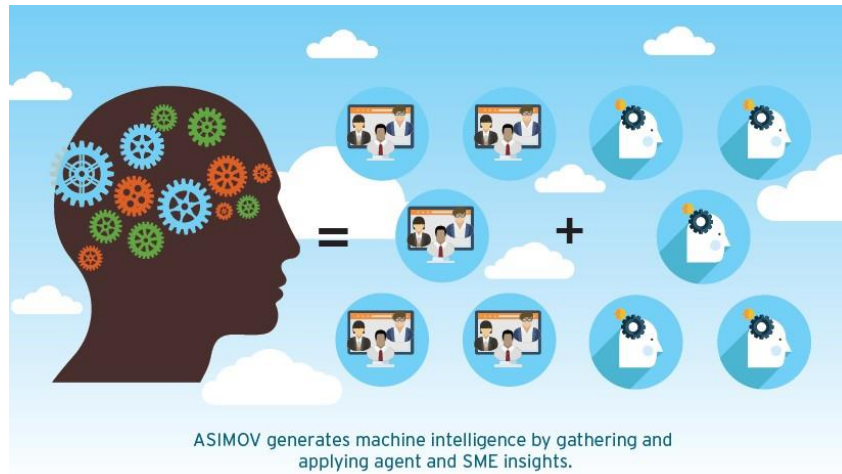 =
+
ASIMOV generates machine intelligence by gathering and
applying agent and SME insights.